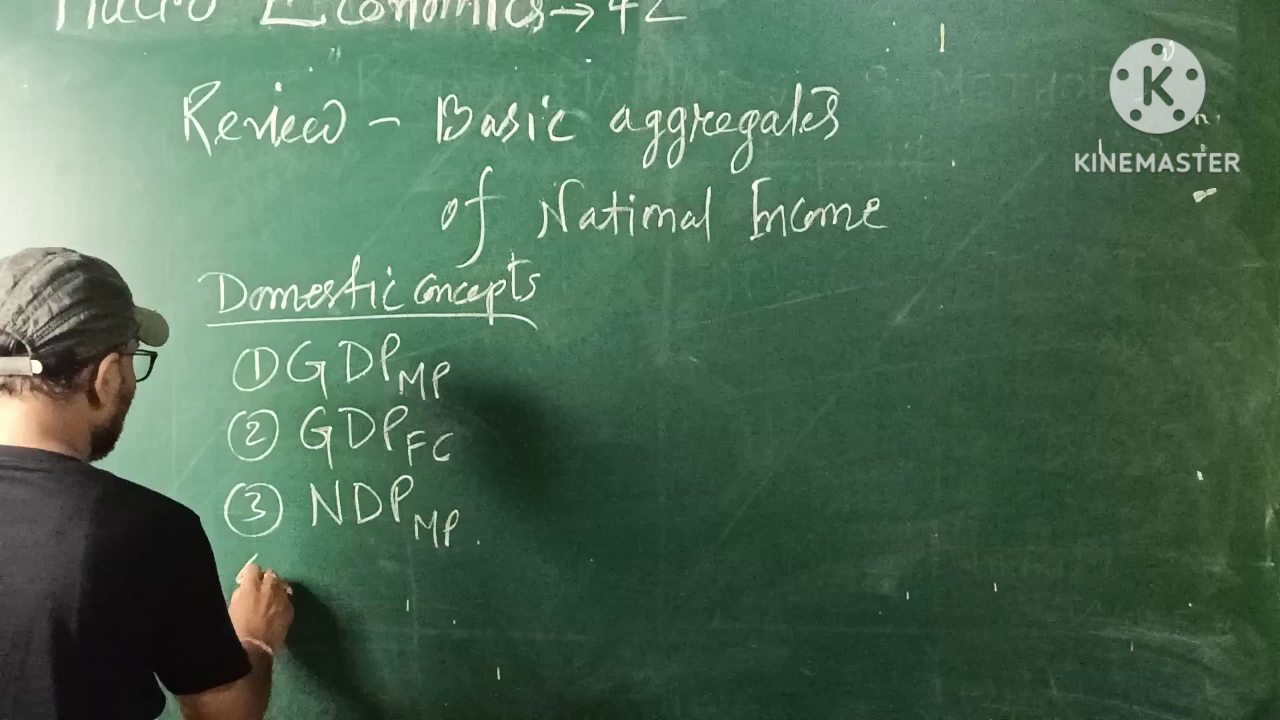 Macro Economics → 42
Review - Basic aggregates
of National Income
Domestic concepts
① GDP MP
② GDP FC
③ NDP MP
KINEMASTER